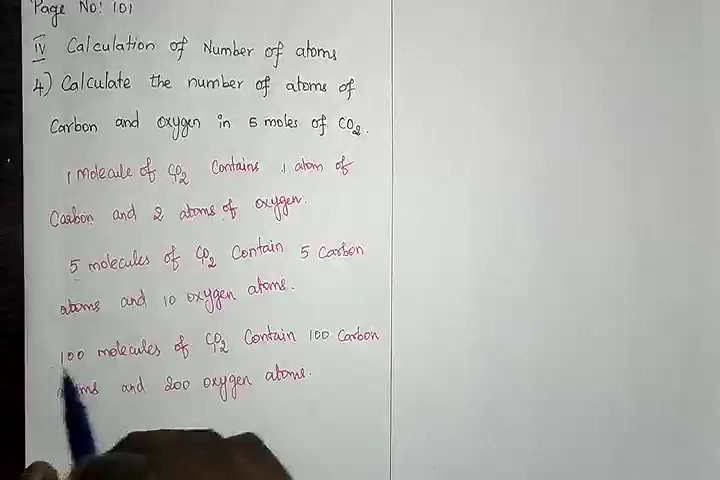 Page No: 101
iv Calculation of Number of atoms
4) Calculate the number of atoms of
Carbon and oxygen in 5 moles of CO2.
1 molecule of CO2 Contains 1 atom of
Carbon and 2 atoms of oxygen.
5 molecules of CO2 Contain 5 Carbon
atoms and 10 oxygen atoms.
100 molecules of CO2 Contain 100 Carbon
atoms and 200 oxygen atoms.